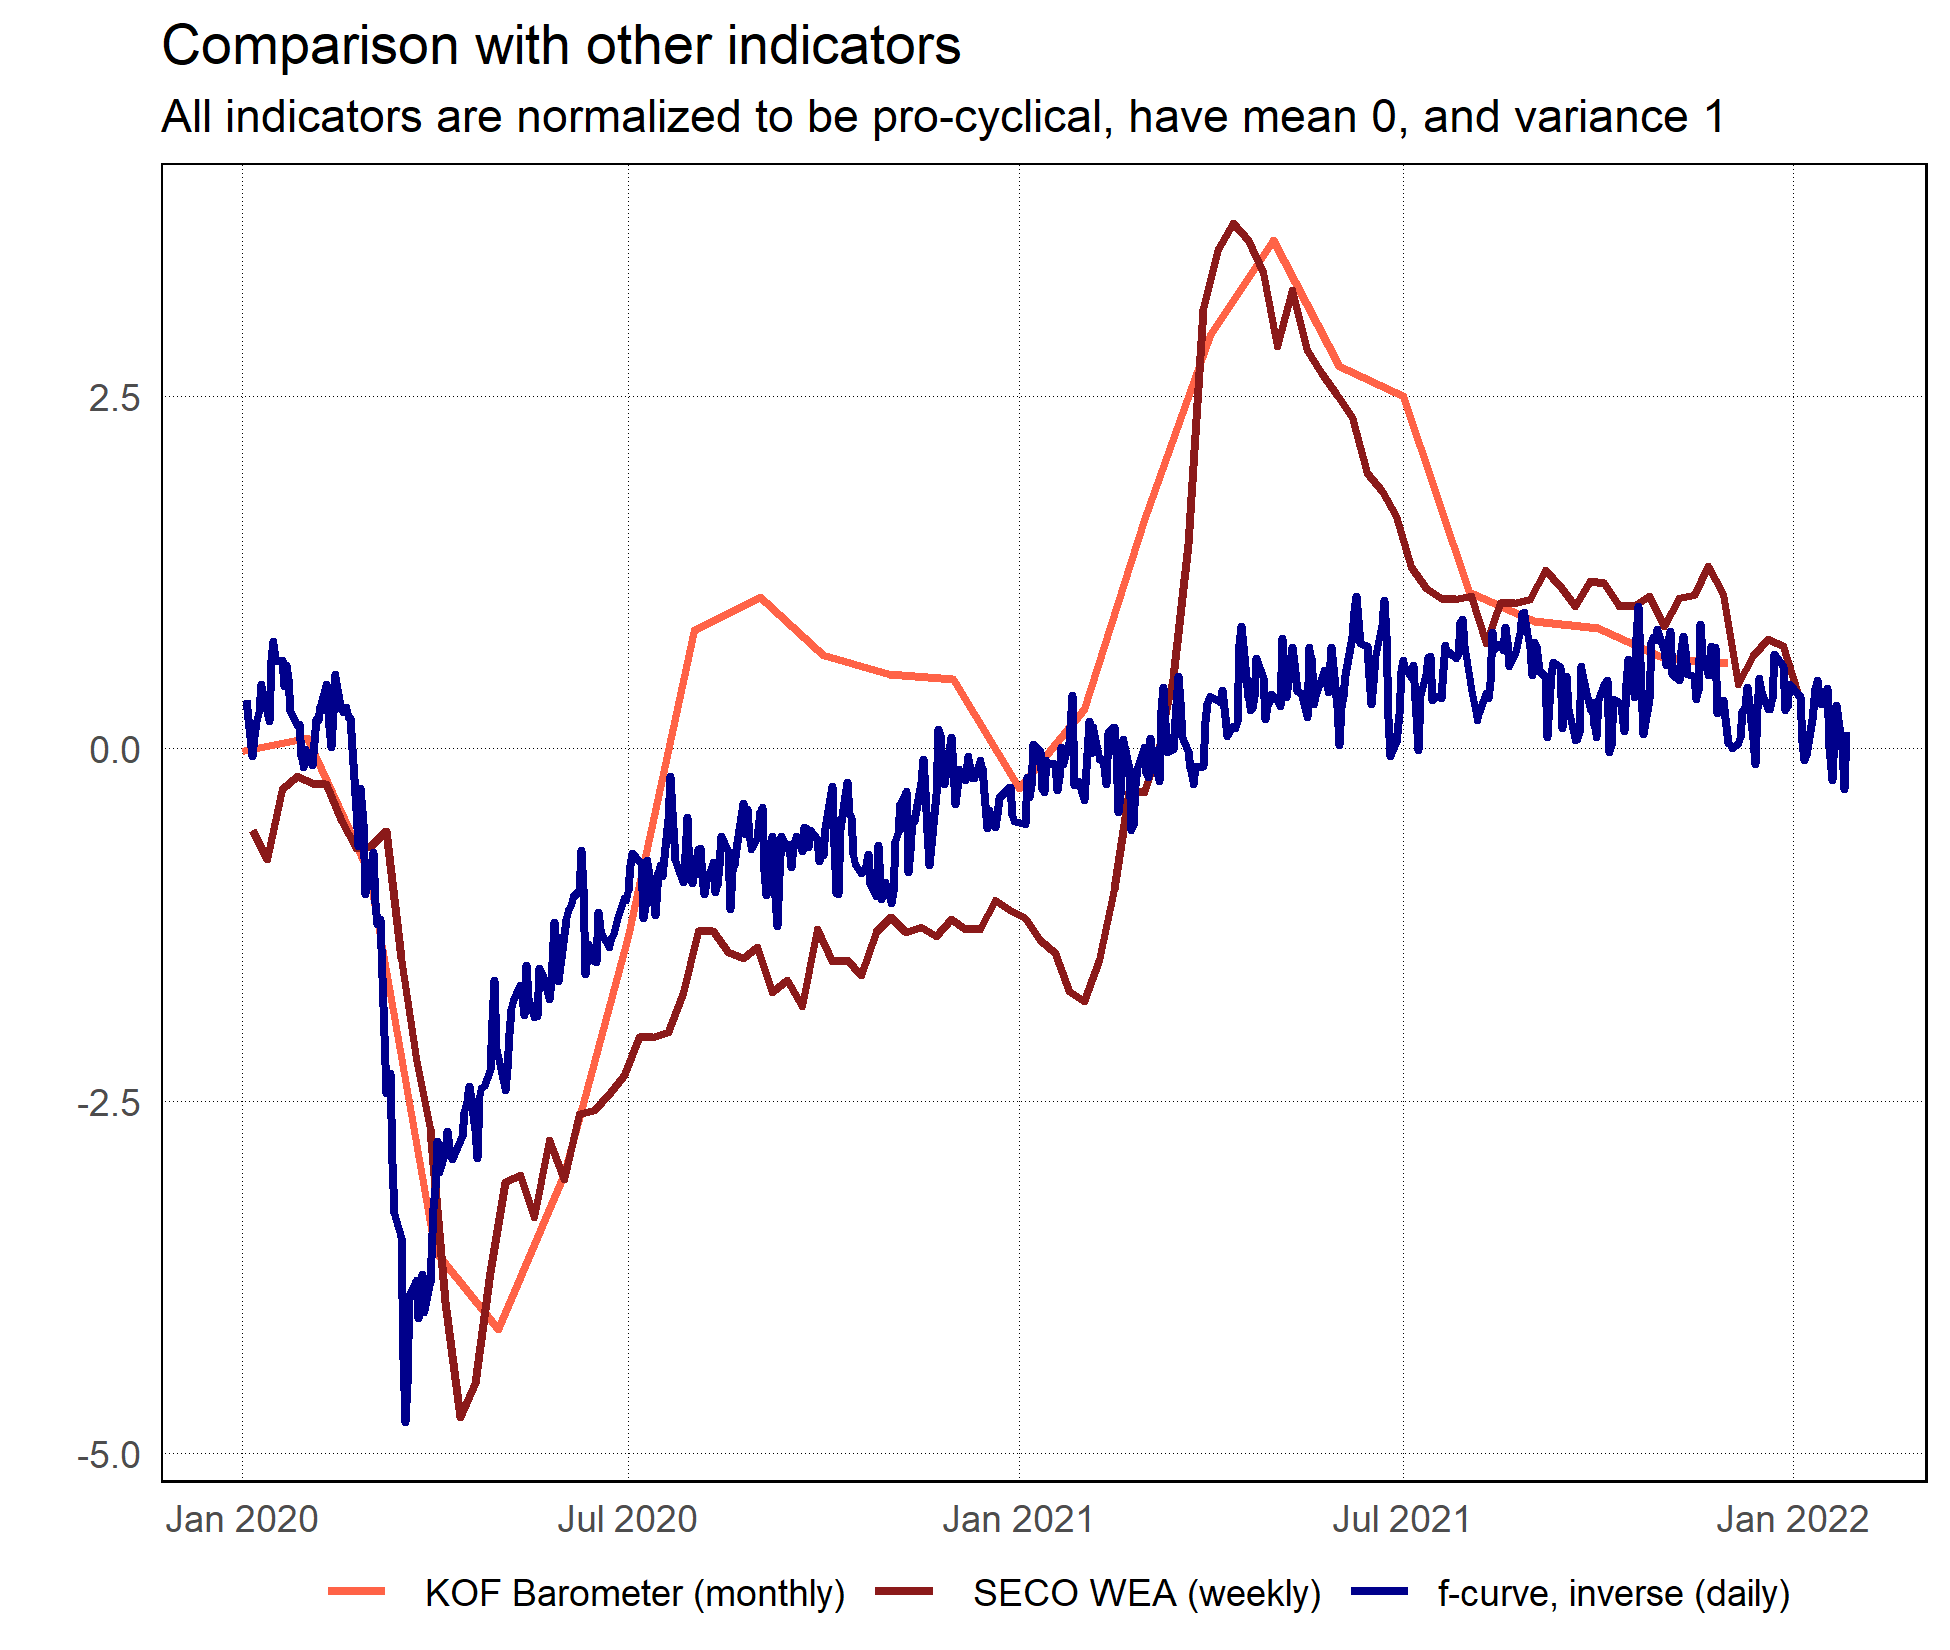 Comparison with other indicators
All indicators are normalized to be pro-cyclical, have mean 0, and variance 1
2.5
0.0
-2.5
-5.0
Jan 2020 Jul 2020 Jan 2021 Jul 2021 Jan 2022
KOF Barometer (monthly) SECO WEA (weekly) f-curve, inverse (daily)